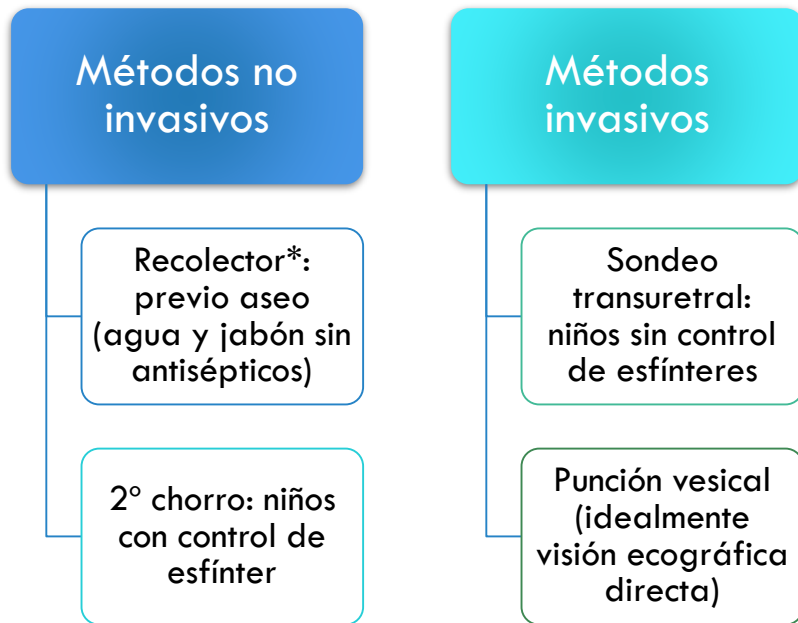 Métodos no
invasivos
Recolector*:
previo aseo
(agua y jabón sin
antisépticos)
2º chorro: niños
con control de
esfínter
Métodos
invasivos
Sondeo
transuretral:
niños sin control
de esfínteres
Punción vesical
(idealmente
visión ecográfica
directa)